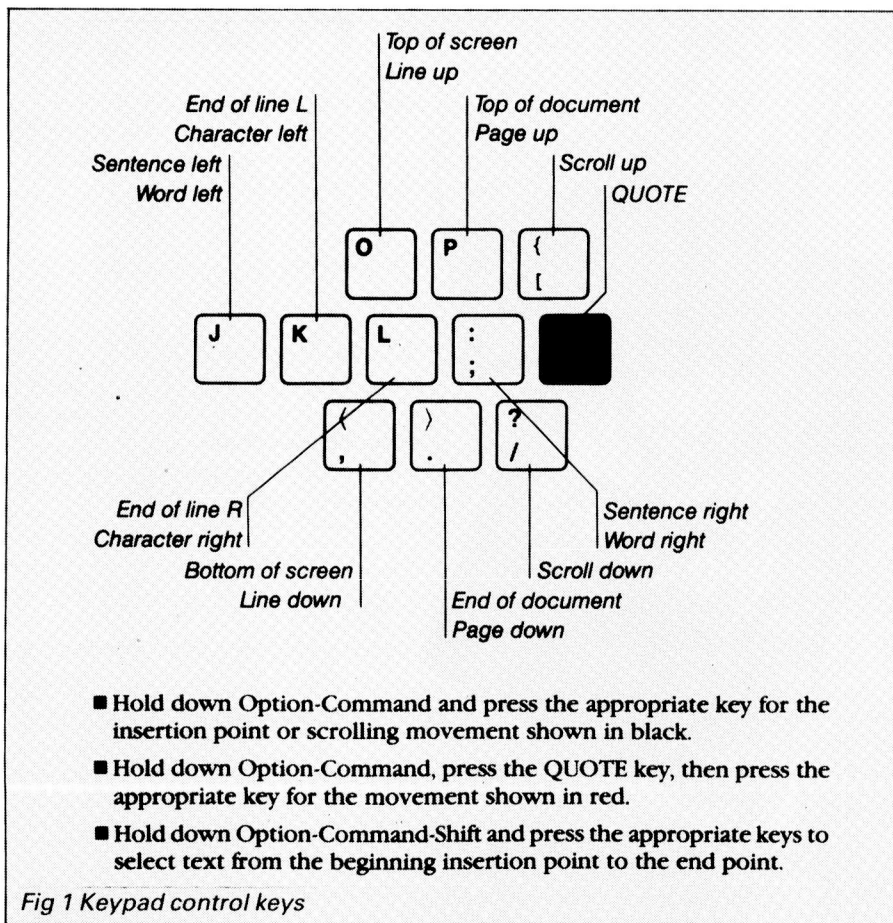 Top of screen
Line up
End of line L
Character left
Top of document
Page up
Sentence left
Word left
Scroll up
QUOTE
O
P
{
[
J
K
L
:
;
⟨
,
⟩
.
?
/
End of line R
Character right
Sentence right
Word right
Bottom of screen
Line down
Scroll down
End of document
Page down
■ Hold down Option-Command and press the appropriate key for the
insertion point or scrolling movement shown in black.
■ Hold down Option-Command, press the QUOTE key, then press the
appropriate key for the movement shown in red.
■ Hold down Option-Command-Shift and press the appropriate keys to
select text from the beginning insertion point to the end point.
Fig 1 Keypad control keys